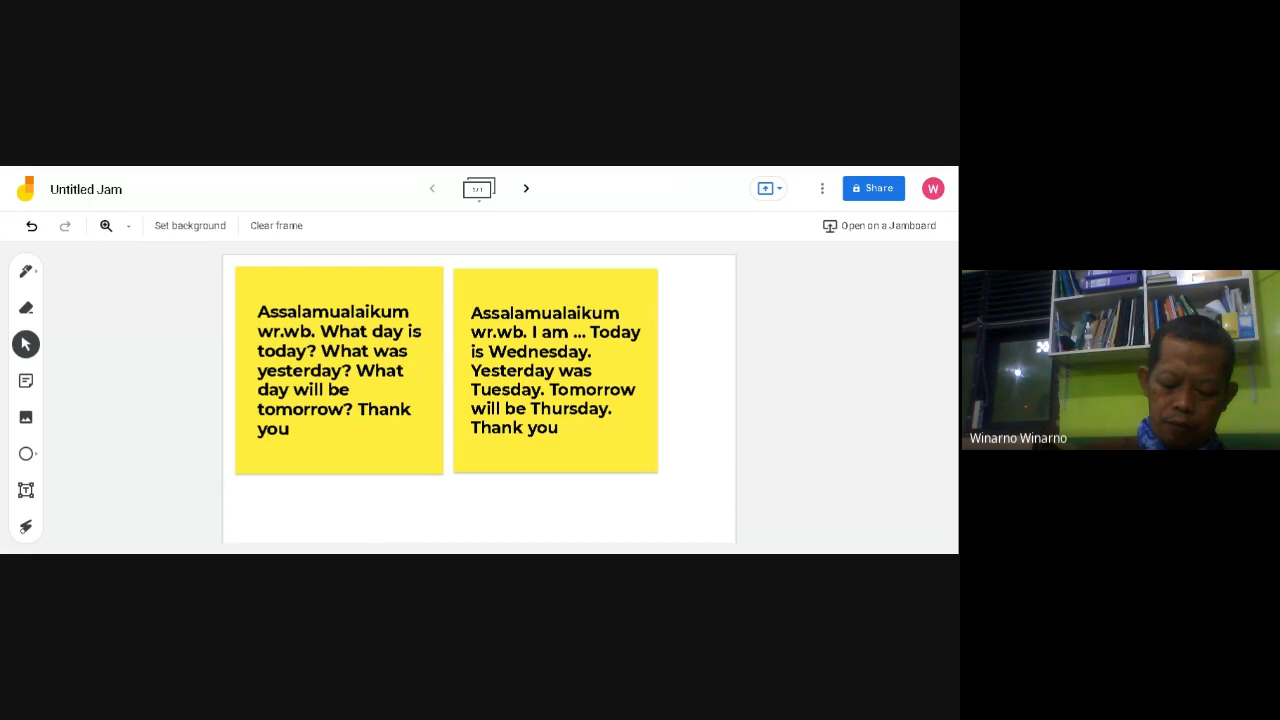 Untitled Jam
1/1
Share
W
Set background
Clear frame
Open on a Jamboard
Assalamualaikum
wr.wb. What day is
today? What was
yesterday? What
day will be
tomorrow? Thank
you
Assalamualaikum
wr.wb. I am ... Today
is Wednesday.
Yesterday was
Tuesday. Tomorrow
will be Thursday.
Thank you
Winarno Winarno